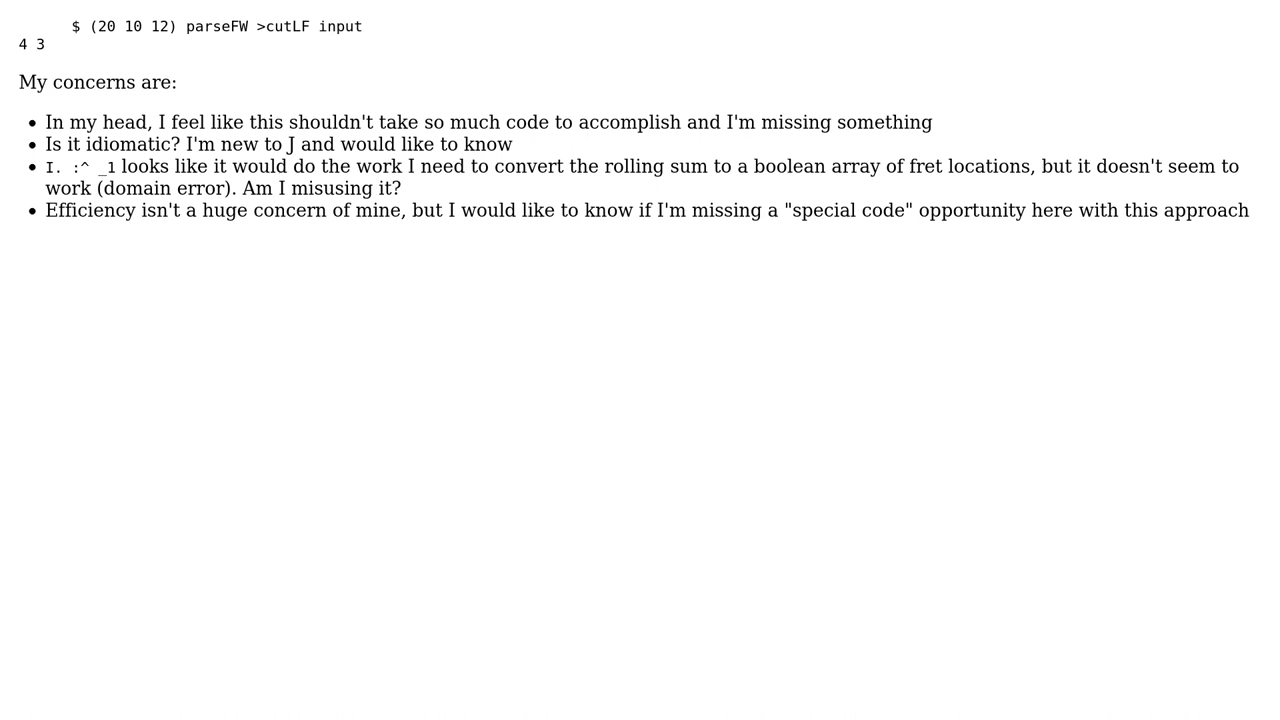 $ (20 10 12) parseFW >cutLF input
4 3
My concerns are:
• In my head, I feel like this shouldn't take so much code to accomplish and I'm missing something
• Is it idiomatic? I'm new to J and would like to know
• I. :^ _1 looks like it would do the work I need to convert the rolling sum to a boolean array of fret locations, but it doesn't seem to
work (domain error). Am I misusing it?
• Efficiency isn't a huge concern of mine, but I would like to know if I'm missing a "special code" opportunity here with this approach